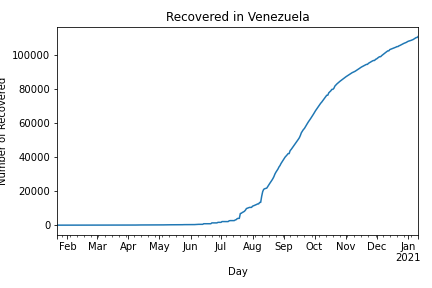 Recovered in Venezuela
Number of Recovered
100000
80000
60000
40000
20000
0
Feb Mar Apr May Jun Jul Aug Sep Oct Nov Dec Jan
2021
Day